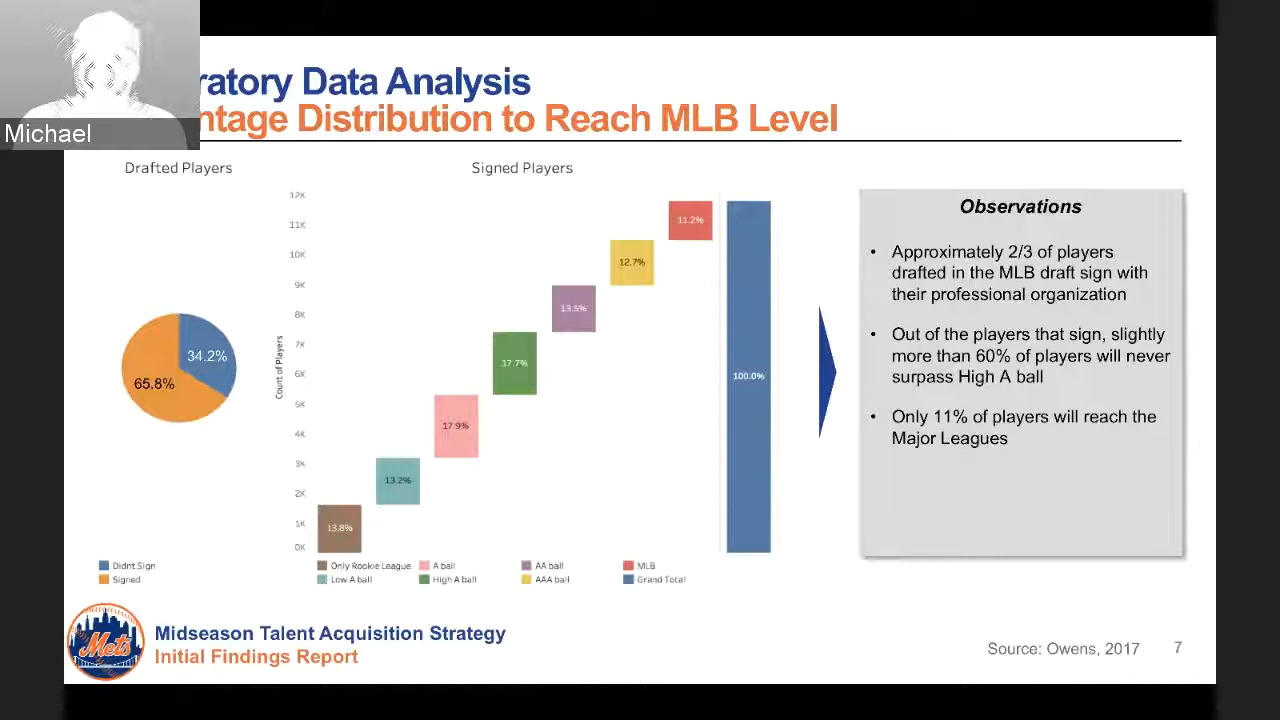 Michael
ratory Data Analysis
ntage Distribution to Reach MLB Level
Drafted Players
34.2%
65.8%
Didnt Sign
Signed
Signed Players
Count of Players
12K
11K
10K
9K
8K
7K
6K
5K
4K
3K
2K
1K
0K
13.8%
13.2%
17.9%
17.7%
13.5%
12.7%
11.2%
100.0%
Only Rookie League
A ball
AA ball
MLB
Low A ball
High A ball
AAA ball
Grand Total
Observations
• Approximately 2/3 of players
drafted in the MLB draft sign with
their professional organization
• Out of the players that sign, slightly
more than 60% of players will never
surpass High A ball
• Only 11% of players will reach the
Major Leagues
Mets
Midseason Talent Acquisition Strategy
Initial Findings Report
Source: Owens, 2017
7